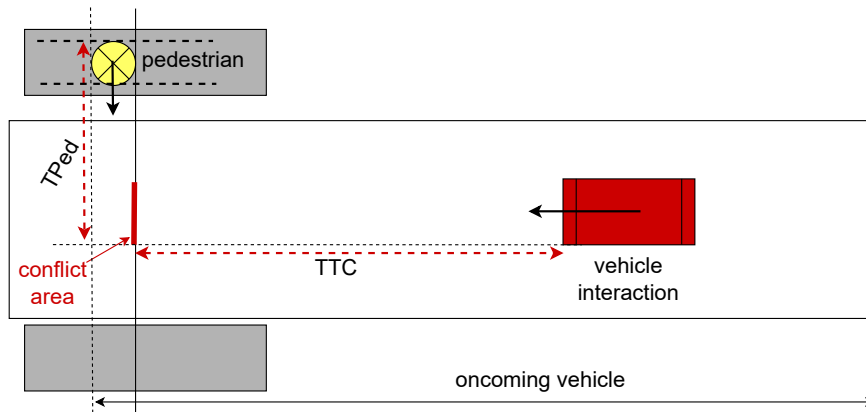 pedestrian
TPed
conflict
area
TTC
vehicle
interaction
oncoming vehicle